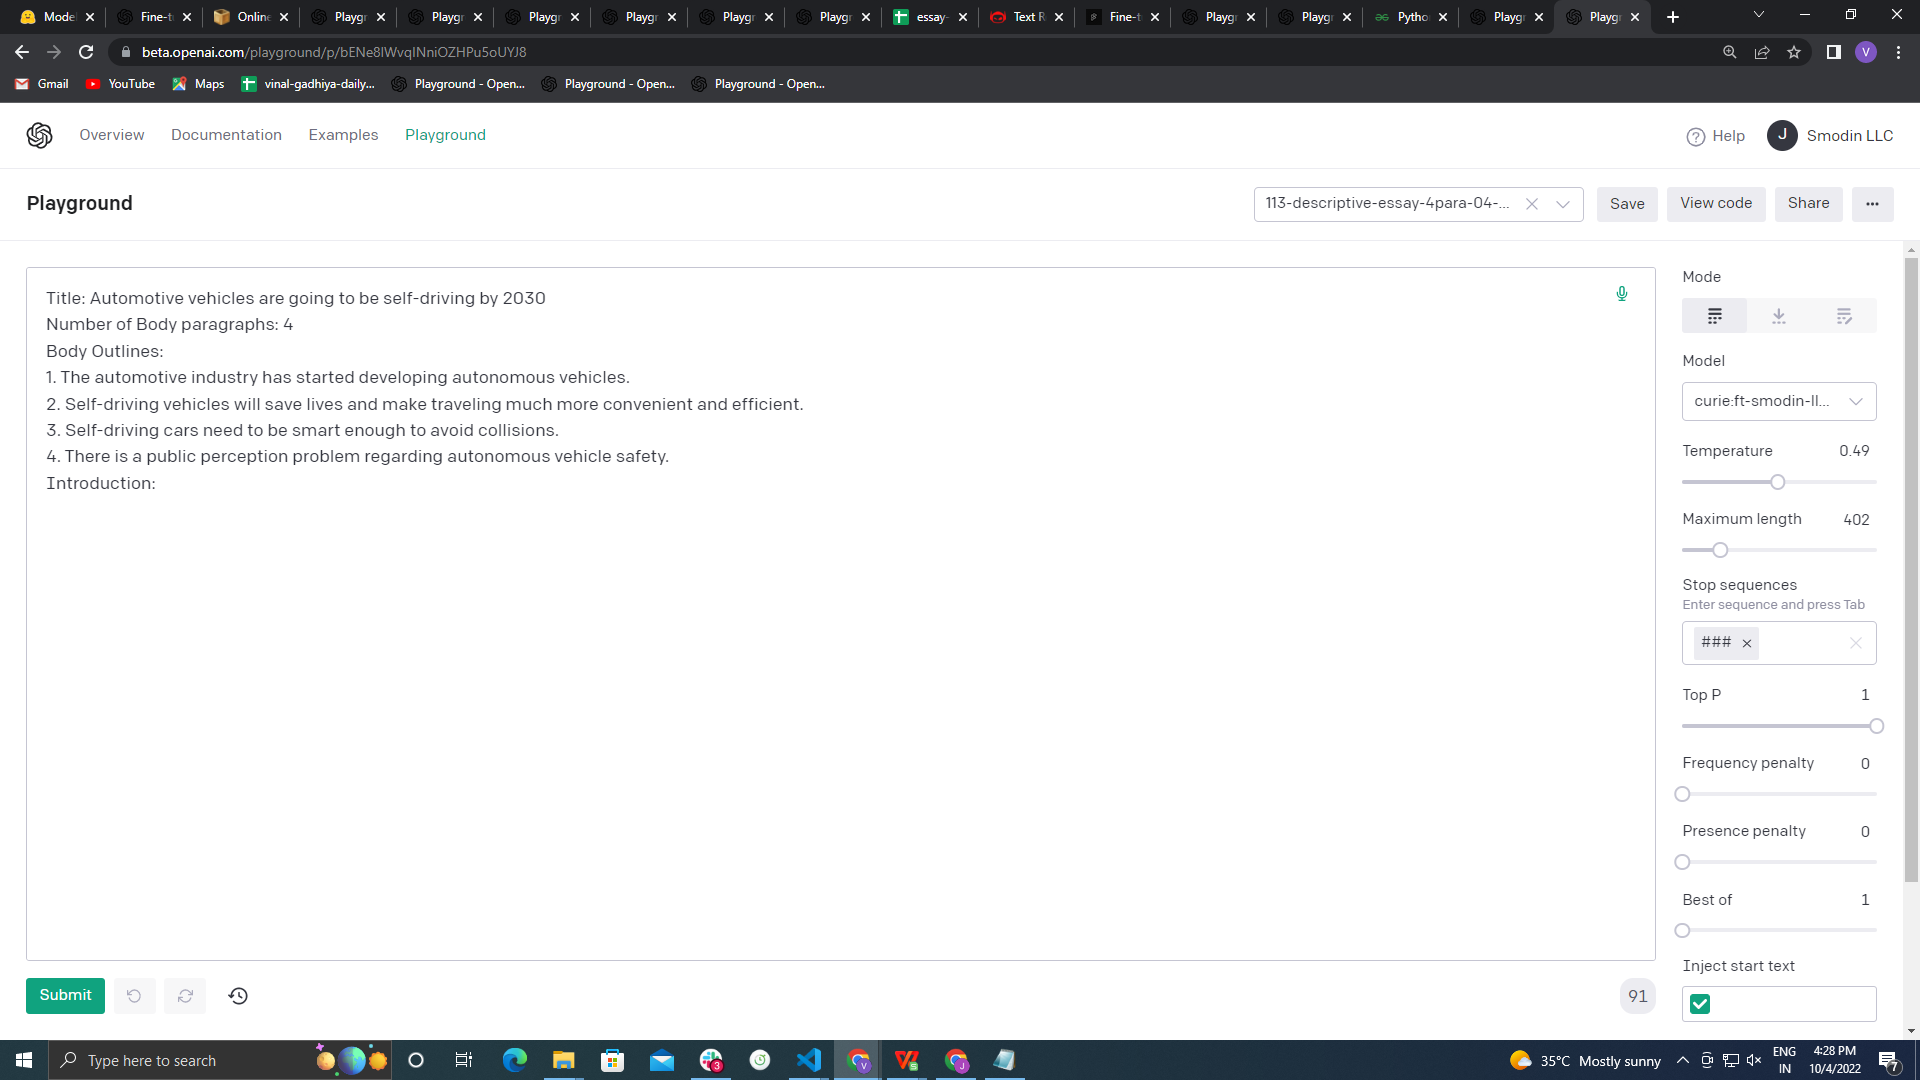 Model
Fine-t
Online
Playgr
Playgr
Playgr
Playgr
Playgr
Playgr
essay-
Text R
Fine-t
Playgr
Playgr
Pytho
Playgr
Playgr
V
Gmail
YouTube
Maps
vinal-gadhiya-daily...
Playground - Open...
Playground - Open...
Playground - Open...
Overview
Documentation
Examples
Playground
Help
J
Smodin LLC
Playground
113-descriptive-essay-4para-04-...
Save
View code
Share
Title: Automotive vehicles are going to be self-driving by 2030
Number of Body paragraphs: 4
Body Outlines:
1. The automotive industry has started developing autonomous vehicles.
2. Self-driving vehicles will save lives and make traveling much more convenient and efficient.
3. Self-driving cars need to be smart enough to avoid collisions.
4. There is a public perception problem regarding autonomous vehicle safety.
Introduction:
Mode
Model
curie:ft-smodin-ll...
Temperature 0.49
Maximum length 402
Stop sequences
Enter sequence and press Tab
###
Top P 1
Frequency penalty 0
Presence penalty 0
Best of 1
Inject start text
Submit
91
Type here to search
3
V
J
35°C Mostly sunny
ENG
IN
4:28 PM
10/4/2022
7